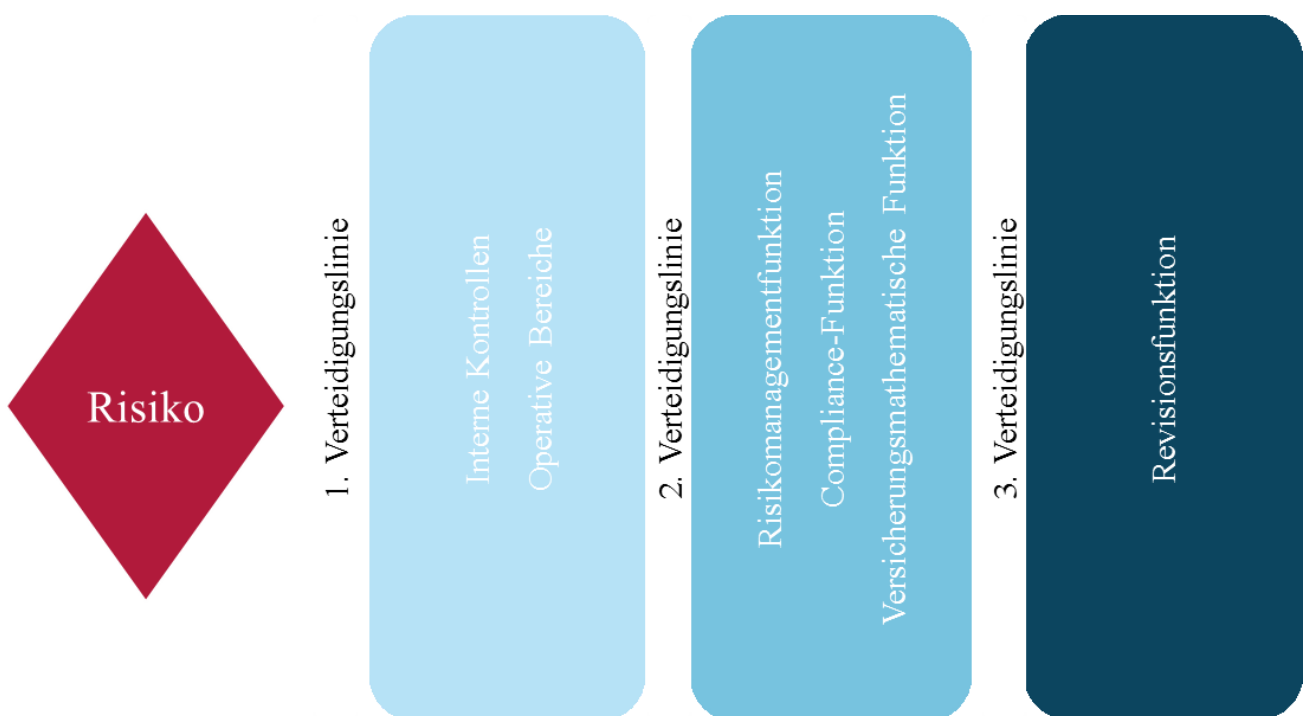 Risiko
1. Verteidigungslinie
Interne Kontrollen
Operative Bereiche
2. Verteidigungslinie
Risikomanagementfunktion
Compliance-Funktion
Versicherungsmathematische Funktion
3. Verteidigungslinie
Revisionsfunktion